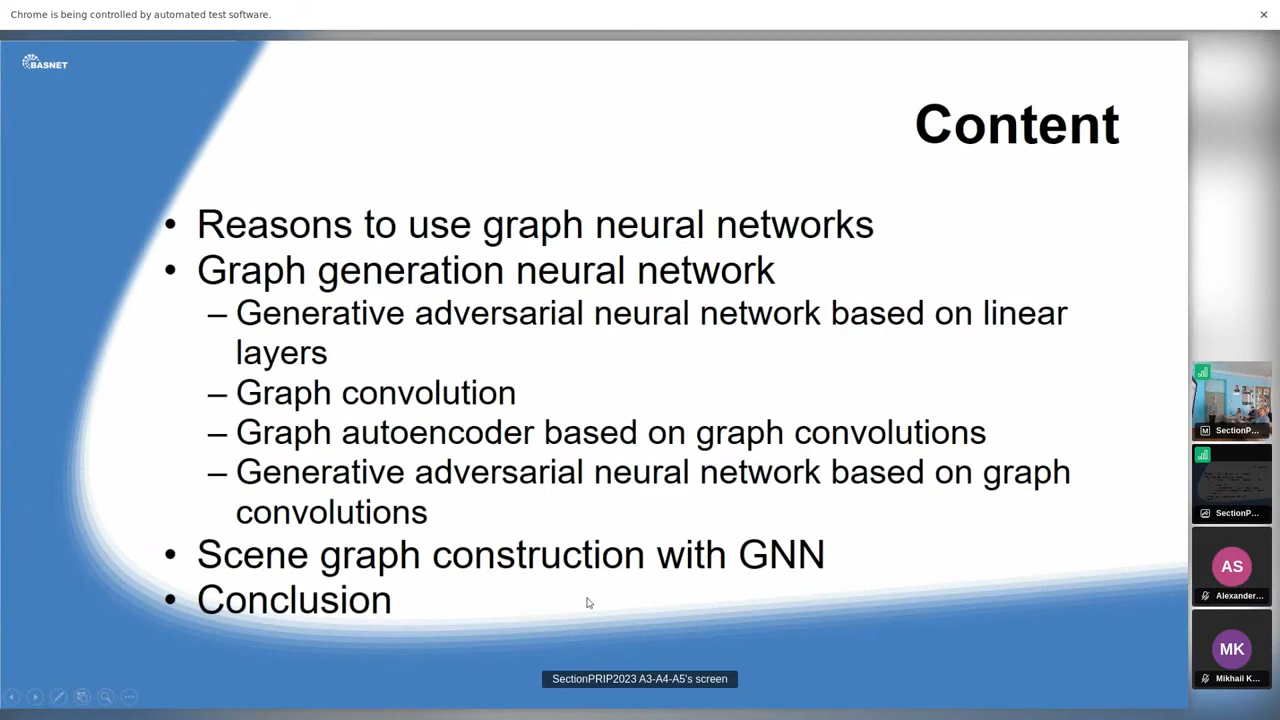 Chrome is being controlled by automated test software.
BASNET
Content
• Reasons to use graph neural networks
• Graph generation neural network
– Generative adversarial neural network based on linear
layers
– Graph convolution
– Graph autoencoder based on graph convolutions
– Generative adversarial neural network based on graph
convolutions
• Scene graph construction with GNN
• Conclusion
SectionPRIP2023 A3-A4-A5's screen
M SectionP...
SectionP...
AS
Alexander...
MK
Mikhail K...